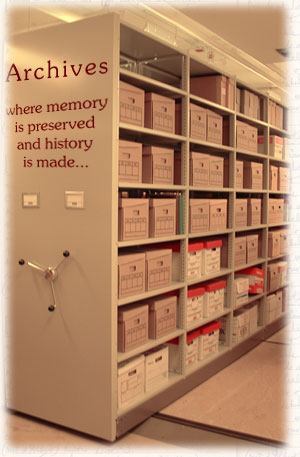 Archives
where memory
is preserved
and history
is made...